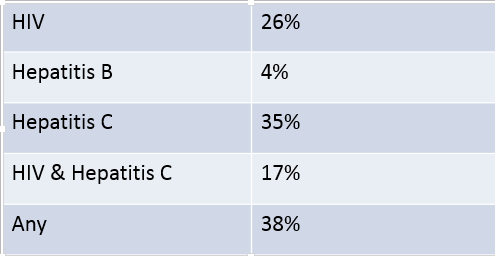 HIV 26%
Hepatitis B 4%
Hepatitis C 35%
HIV & Hepatitis C 17%
Any 38%